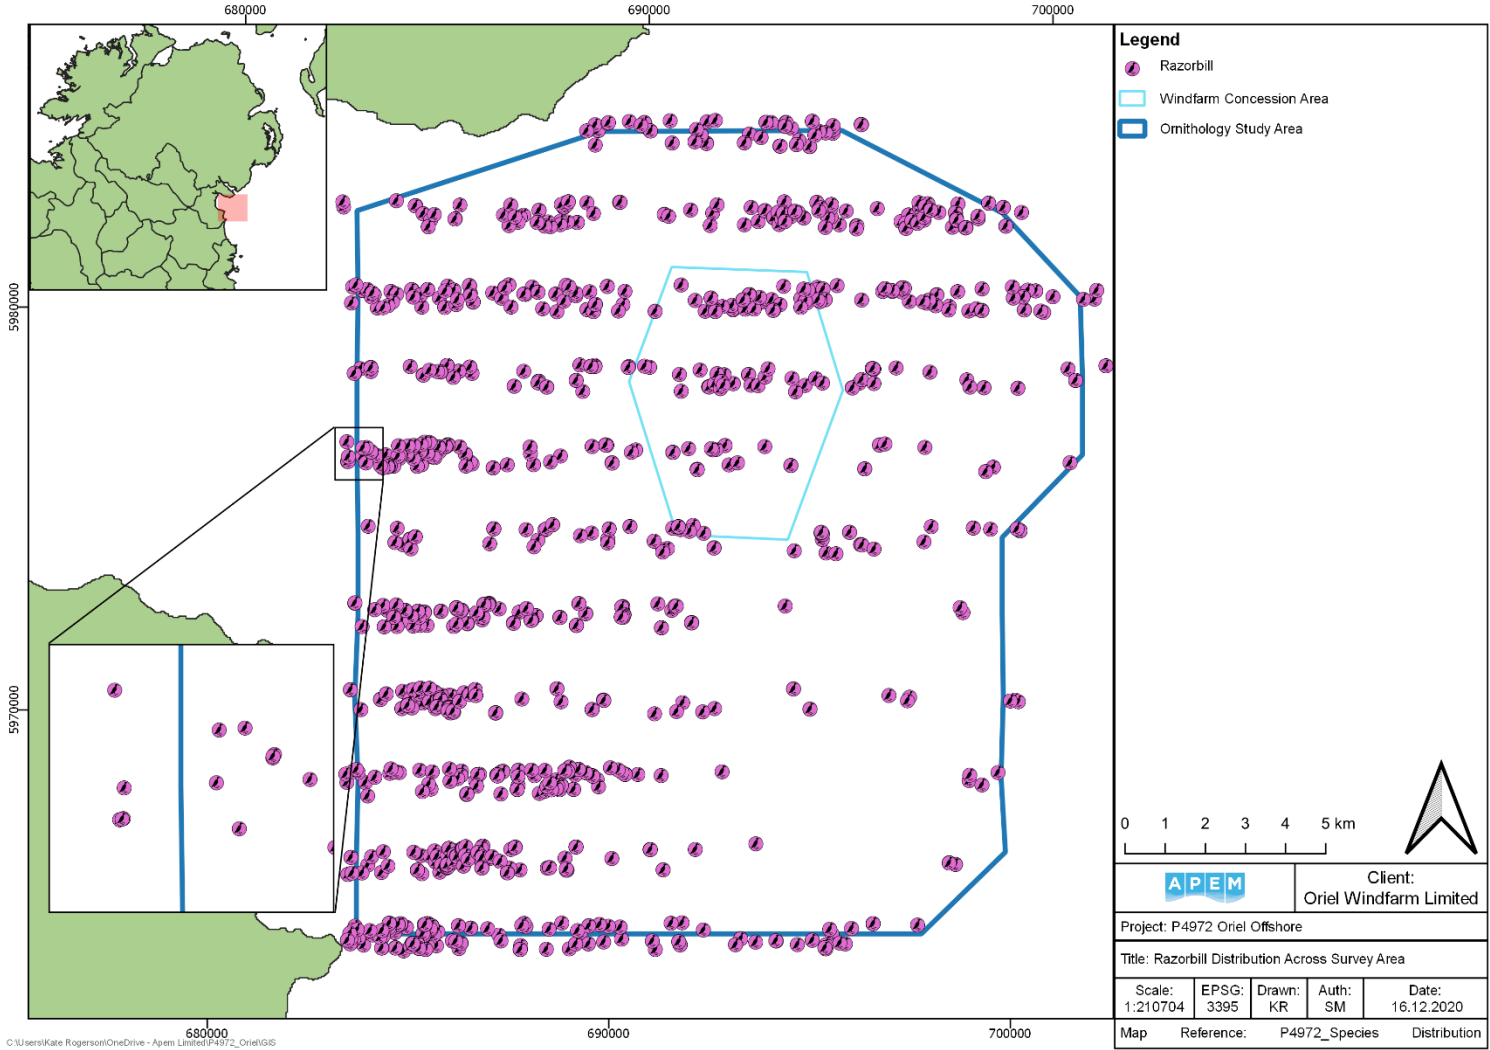 680000
690000
700000
5980000
5970000
680000
690000
700000
Legend
Razorbill
Windfarm Concession Area
Ornithology Study Area
0 1 2 3 4 5 km
APEM
Client:
Oriel Windfarm Limited
Project: P4972 Oriel Offshore
Title: Razorbill Distribution Across Survey Area
Scale:
1:210704
EPSG:
3395
Drawn:
KR
Auth:
SM
Date:
16.12.2020
Map Reference: P4972_Species Distribution
C:\Users\Kate Rogerson\OneDrive - Apem Limited\P4972_Oriel\GIS